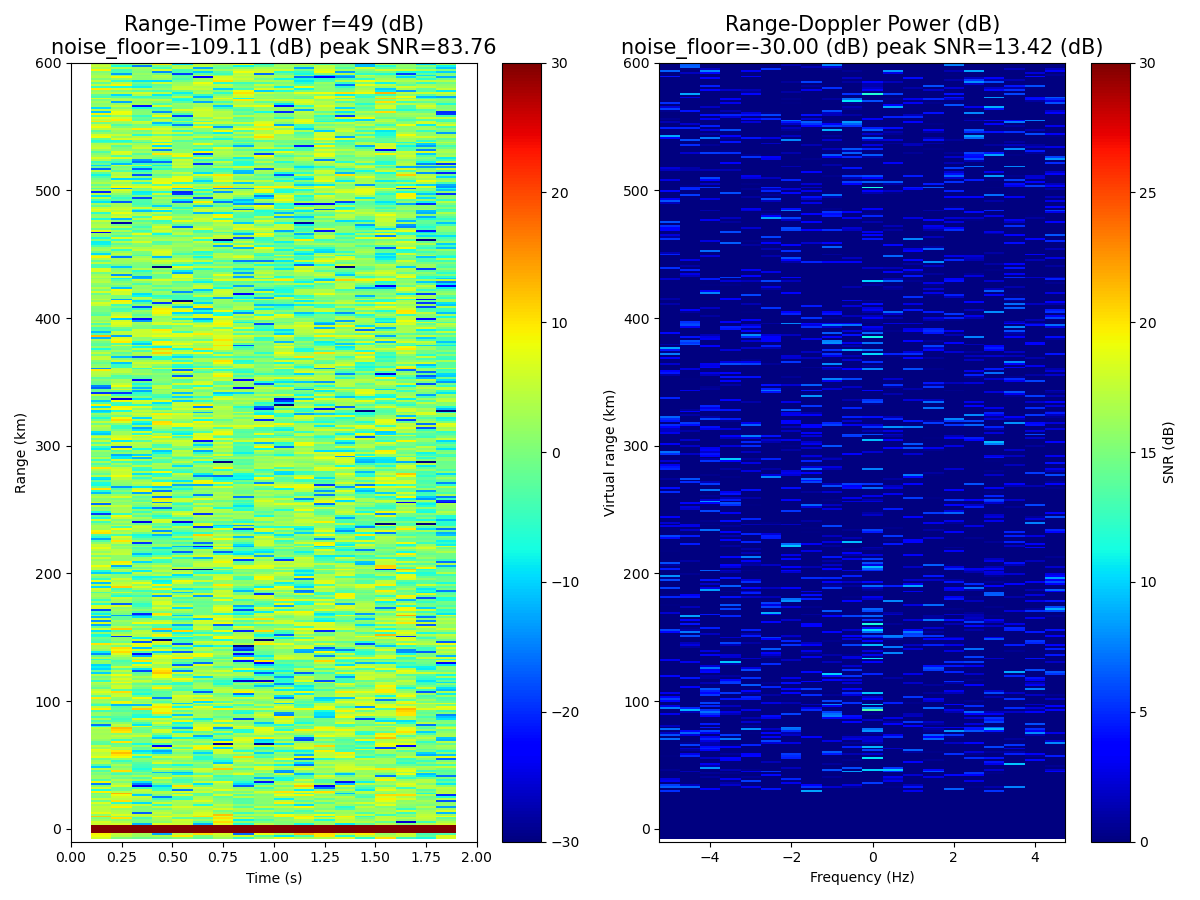 Range-Time Power f=49 (dB)
noise_floor=-109.11 (dB) peak SNR=83.76
Range (km)
600
500
400
300
200
100
0
0.00 0.25 0.50 0.75 1.00 1.25 1.50 1.75 2.00
Time (s)
30
20
10
0
−10
−20
−30
Range-Doppler Power (dB)
noise_floor=-30.00 (dB) peak SNR=13.42 (dB)
Virtual range (km)
600
500
400
300
200
100
0
−4 −2 0 2 4
Frequency (Hz)
30
25
20
15
10
5
0
SNR (dB)